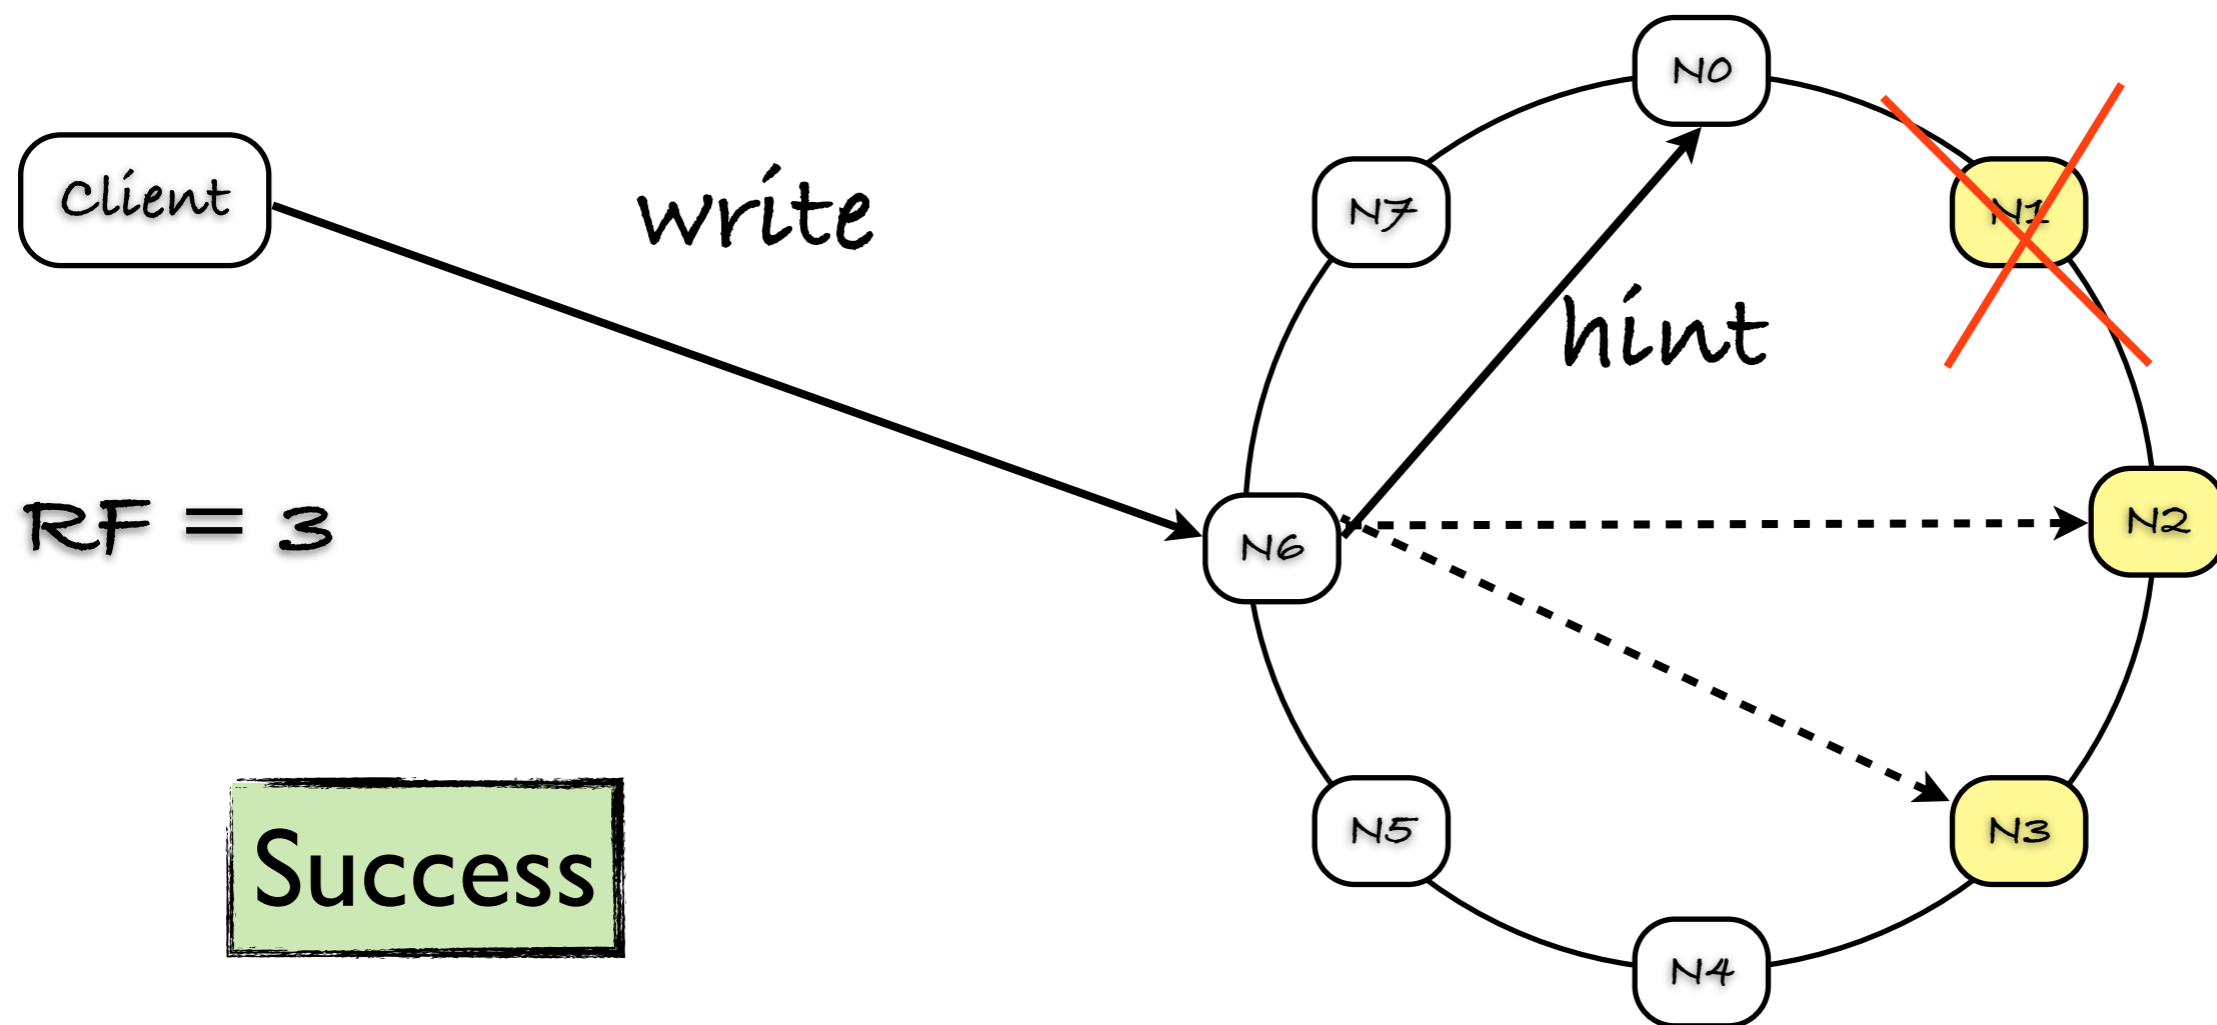 N0
Client
write
N7
N1
hint
RF = 3
N6
N2
Success
N5
N3
N4